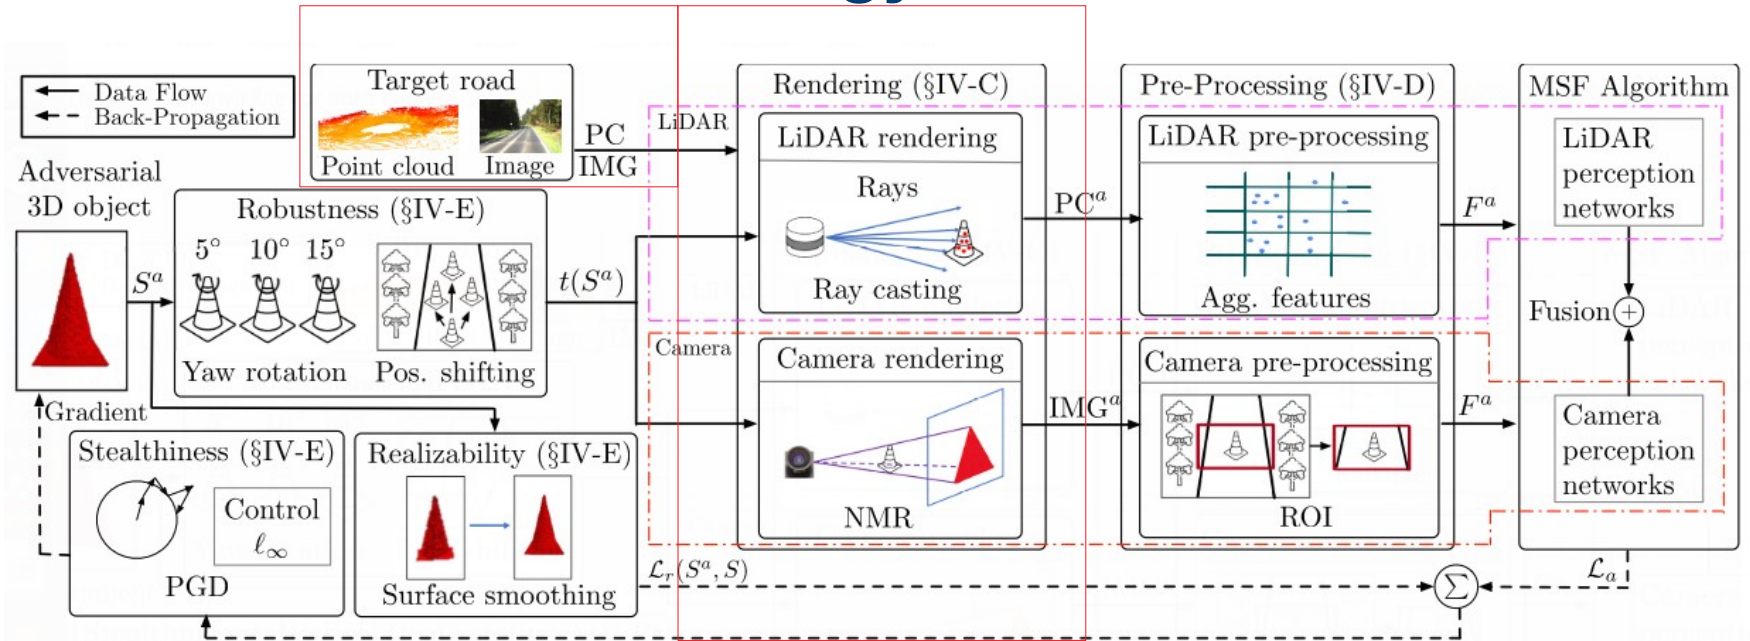 gy
Data Flow
Back-Propagation
Target road
Point cloud
Image
PC
IMG
LiDAR
Rendering (§IV-C)
LiDAR rendering
Rays
Ray casting
PCᵃ
Pre-Processing (§IV-D)
LiDAR pre-processing
Agg. features
Fᵃ
MSF Algorithm
LiDAR
perception
networks
Fusion
+
Adversarial
3D object
Sᵃ
Robustness (§IV-E)
5° 10° 15°
Yaw rotation
Pos. shifting
t(Sᵃ)
Camera
Camera rendering
NMR
IMGᵃ
Camera pre-processing
ROI
Fᵃ
Camera
perception
networks
Gradient
Stealthiness (§IV-E)
Control
ℓ∞
PGD
Realizability (§IV-E)
Surface smoothing
ℒᵣ(Sᵃ, S)
∑
ℒₐ